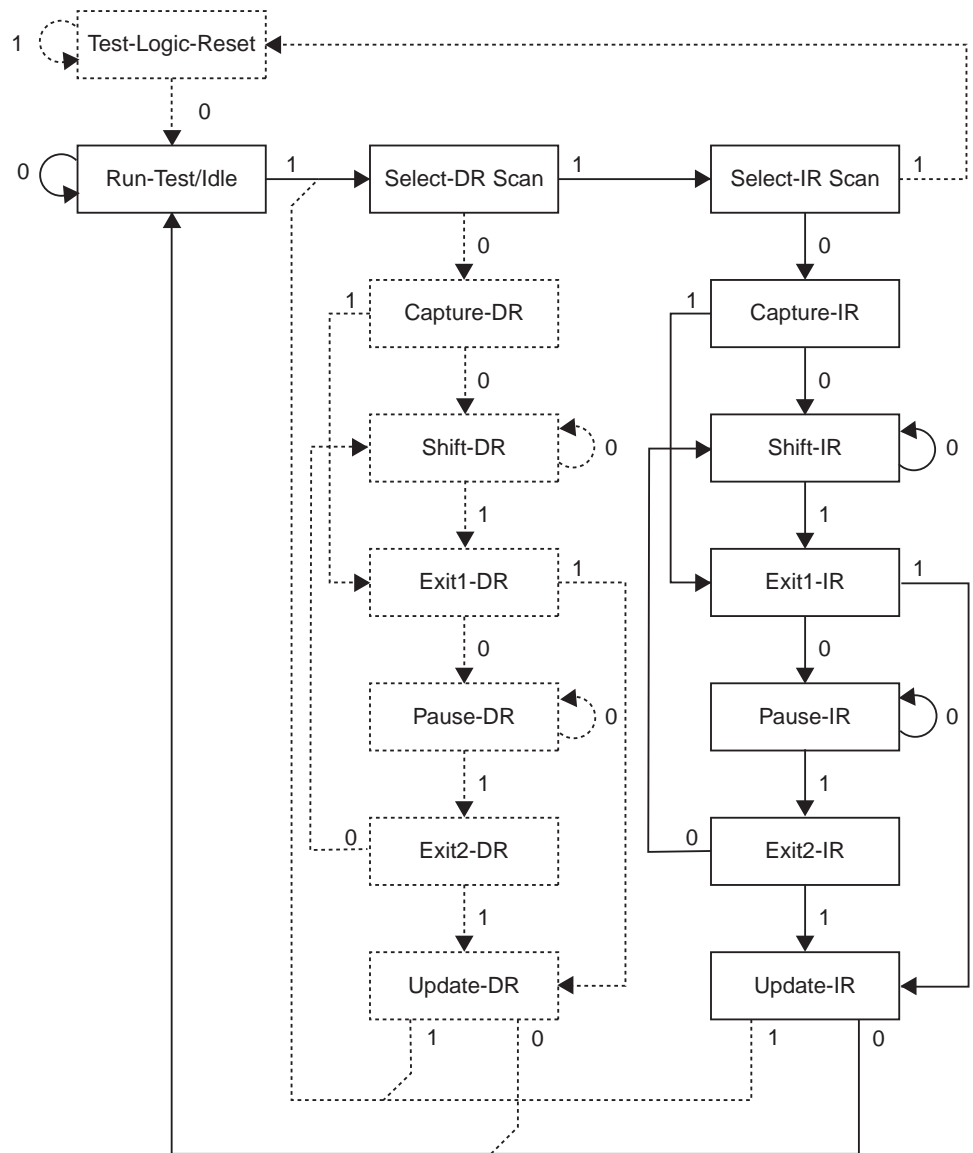 1
Test-Logic-Reset
0
0
Run-Test/Idle
1
Select-DR Scan
1
Select-IR Scan
1
0
0
1
Capture-DR
1
Capture-IR
0
0
Shift-DR
0
Shift-IR
0
1
1
Exit1-DR
1
Exit1-IR
1
0
0
Pause-DR
0
Pause-IR
0
1
1
0
Exit2-DR
0
Exit2-IR
1
1
Update-DR
Update-IR
1
0
1
0